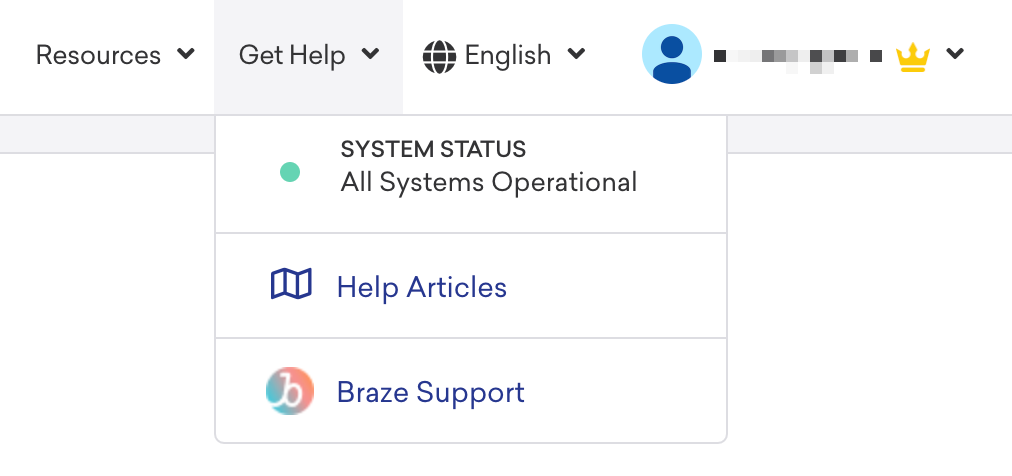 Resources
Get Help
English
SYSTEM STATUS
All Systems Operational
Help Articles
Braze Support